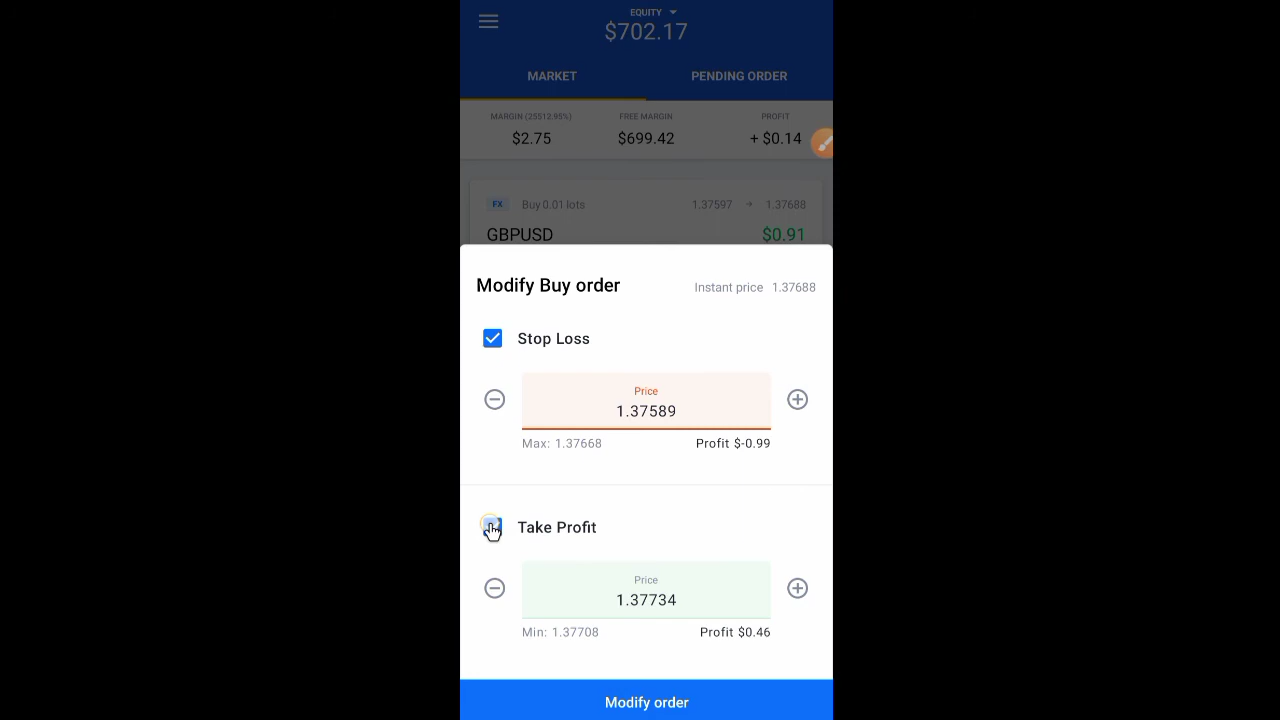 EQUITY
$702.17
MARKET PENDING ORDER
MARGIN (25512.95%) FREE MARGIN PROFIT
$2.75 $699.42 + $0.14
FX Buy 0.01 lots 1.37597 → 1.37688
GBPUSD $0.91
Modify Buy order Instant price 1.37688
Stop Loss
Price
1.37589
Max: 1.37668 Profit $-0.99
Take Profit
Price
1.37734
Min: 1.37708 Profit $0.46
Modify order